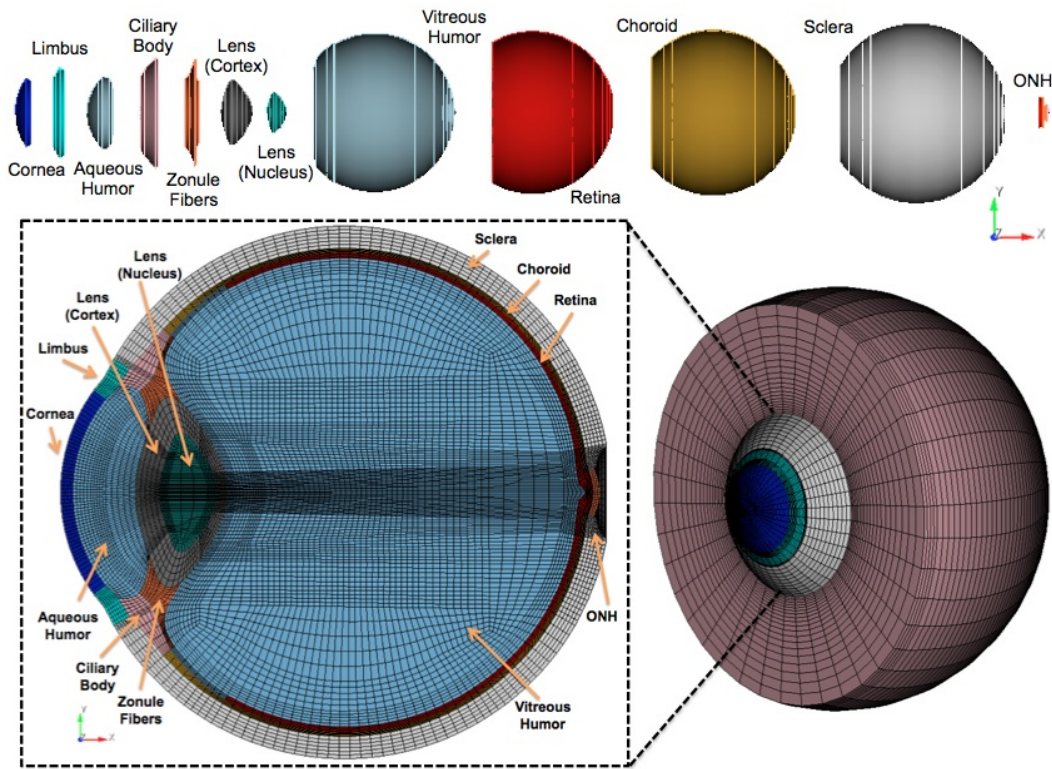 Limbus
Ciliary
Body
Lens
(Cortex)
Vitreous
Humor
Choroid
Sclera
ONH
Cornea
Aqueous
Humor
Zonule
Fibers
Lens
(Nucleus)
Retina
Y
Z
X
Lens
(Nucleus)
Sclera
Choroid
Retina
Lens
(Cortex)
Limbus
Cornea
Aqueous
Humor
Ciliary
Body
Zonule
Fibers
Vitreous
Humor
ONH
Y
Z
X